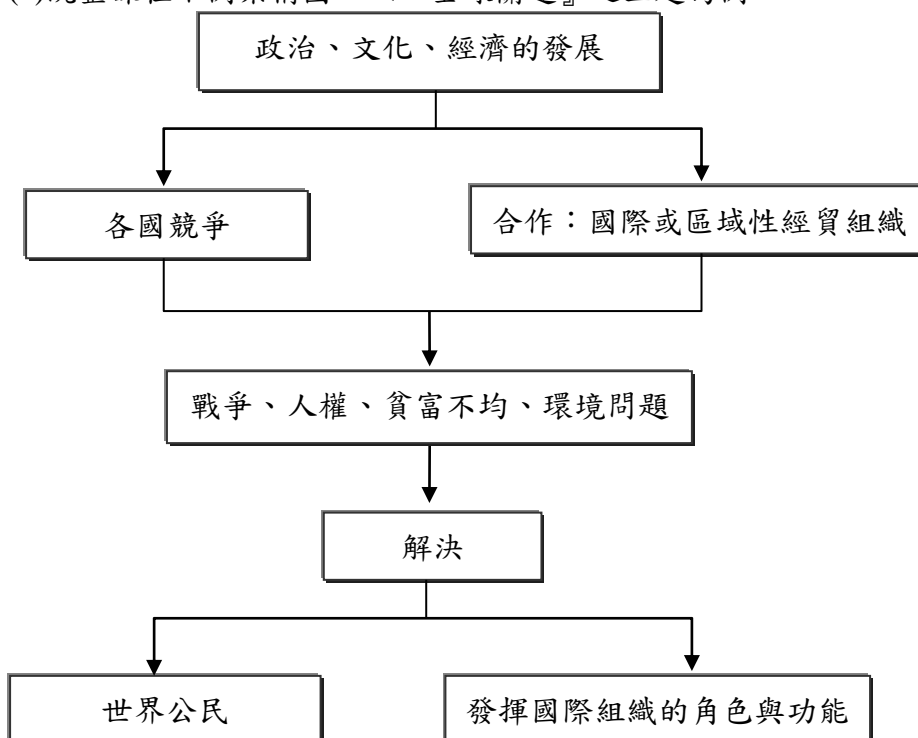 政治、文化、經濟的發展
各國競爭
合作：國際或區域性經貿組織
戰爭、人權、貧富不均、環境問題
解決
世界公民
發揮國際組織的角色與功能